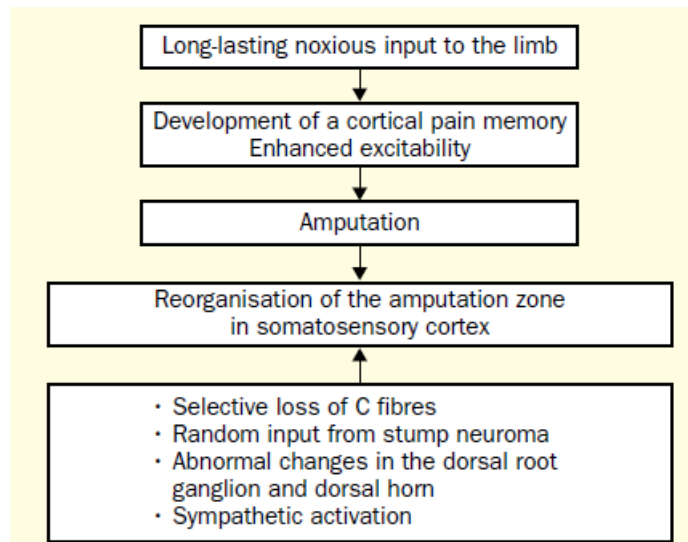 Long-lasting noxious input to the limb
Development of a cortical pain memory
Enhanced excitability
Amputation
Reorganisation of the amputation zone
in somatosensory cortex
· Selective loss of C fibres
· Random input from stump neuroma
· Abnormal changes in the dorsal root
ganglion and dorsal horn
· Sympathetic activation